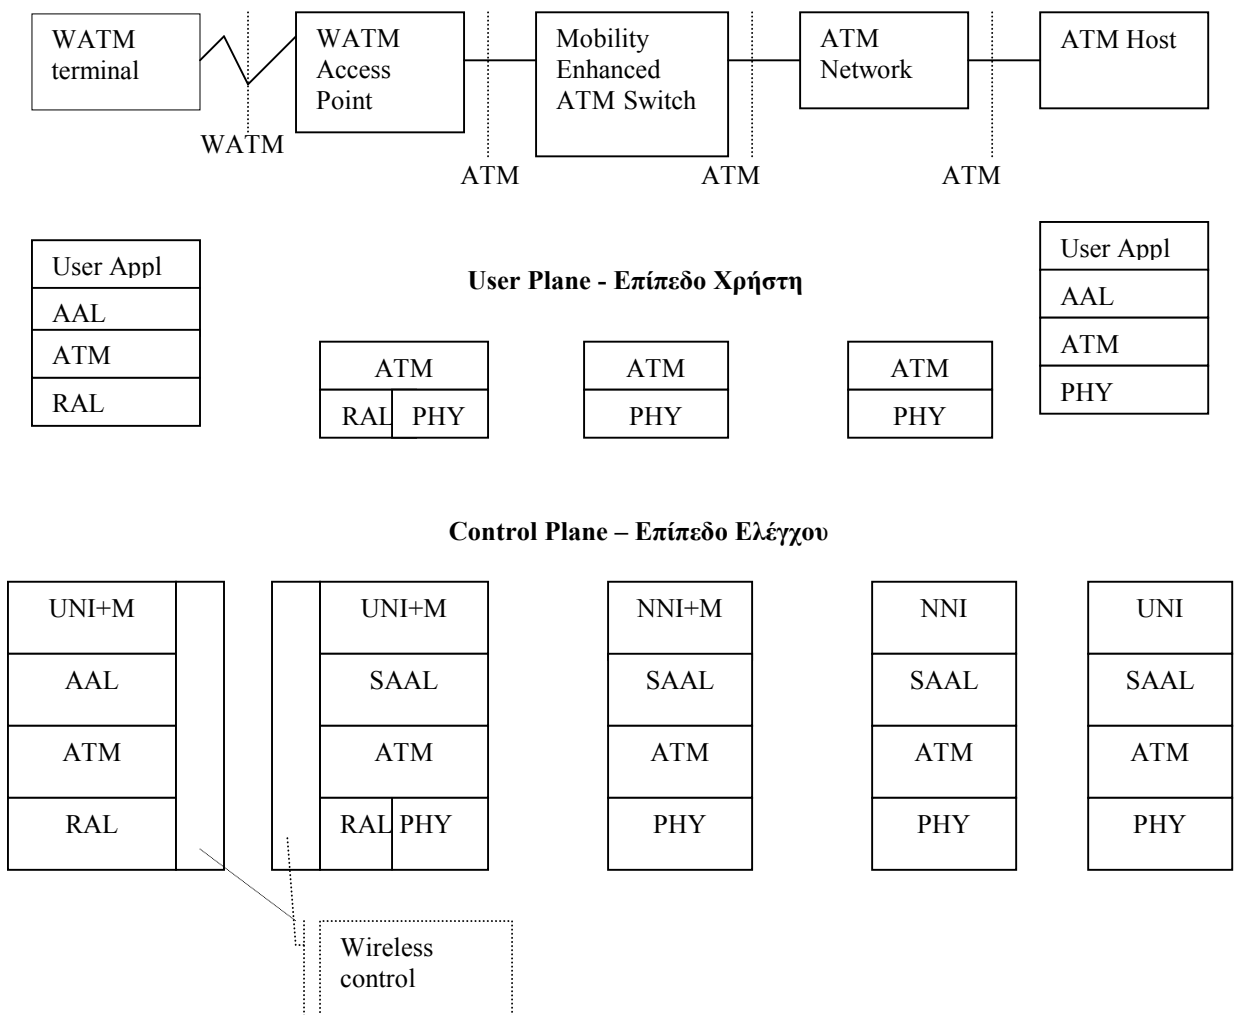 WATM
terminal
WATM
Access
Point
Mobility
Enhanced
ATM Switch
ATM
Network
ATM Host
WATM
ATM
ATM
ATM
User Appl
AAL
ATM
RAL
User Plane - Επίπεδο Χρήστη
ATM
RAL PHY
ATM
PHY
ATM
PHY
User Appl
AAL
ATM
PHY
Control Plane – Επίπεδο Ελέγχου
UNI+M
AAL
ATM
RAL
UNI+M
SAAL
ATM
RAL PHY
NNI+M
SAAL
ATM
PHY
NNI
SAAL
ATM
PHY
UNI
SAAL
ATM
PHY
Wireless
control